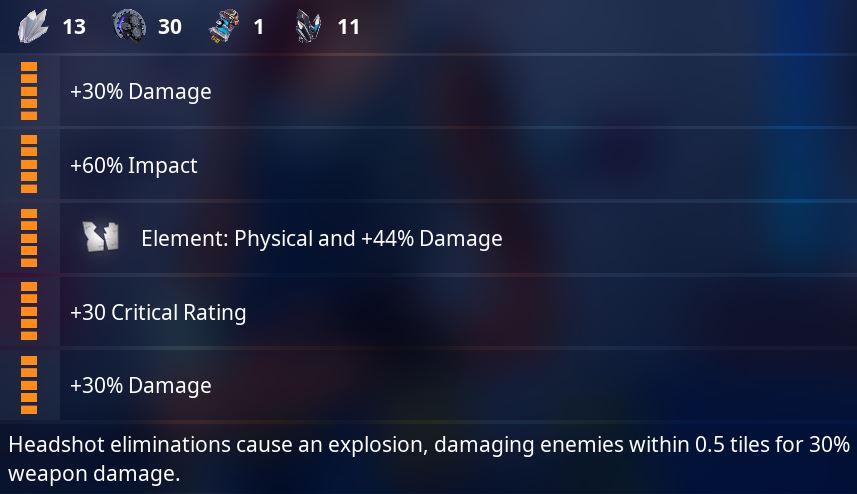 13 30 1 11
+30% Damage
+60% Impact
Element: Physical and +44% Damage
+30 Critical Rating
+30% Damage
Headshot eliminations cause an explosion, damaging enemies within 0.5 tiles for 30%
weapon damage.